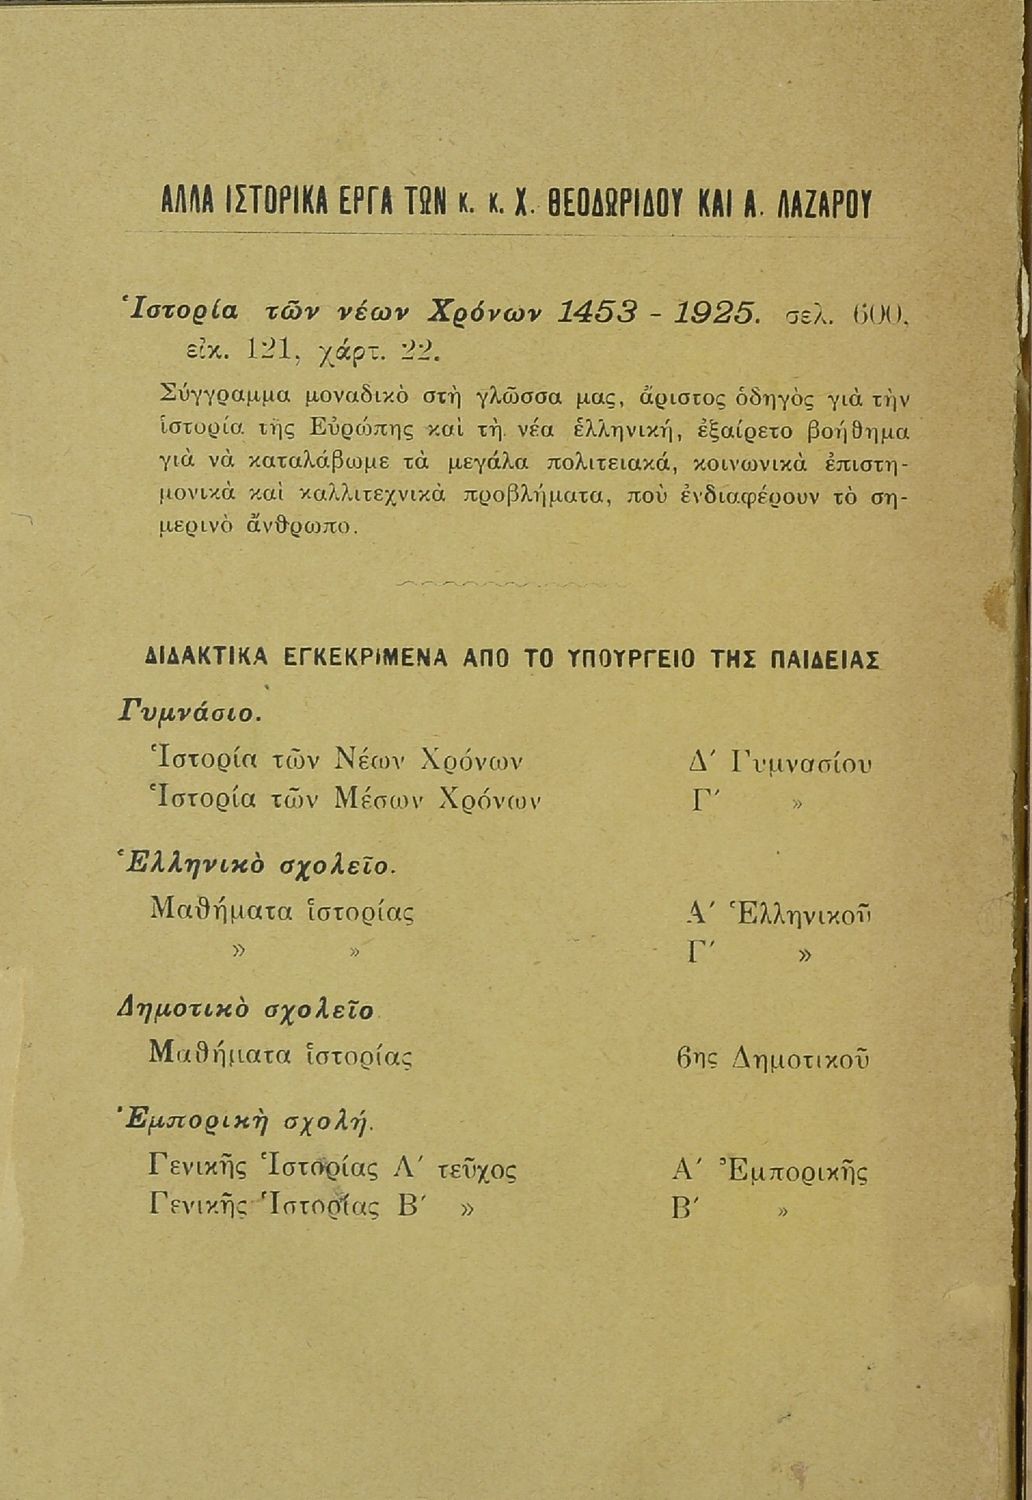 ΑΛΛΑ ΙΣΤΟΡΙΚΑ ΕΡΓΑ ΤΩΝ κ. κ. Χ. ΘΕΟΔΩΡΙΔΟΥ ΚΑΙ Α. ΛΑΖΑΡΟΥ
Ἱστορία τῶν νέων Χρόνων 1453 - 1925. σελ. 600,
εἰκ. 121, χάρτ. 22.
Σύγγραμμα μοναδικὸ στὴ γλῶσσα μας, ἄριστος ὁδηγὸς γιὰ τὴν
ἱστορία τῆς Εὐρώπης καὶ τὴ νέα ἑλληνική, ἐξαίρετο βοήθημα
γιὰ νὰ καταλάβωμε τὰ μεγάλα πολιτειακά, κοινωνικὰ ἐπιστη-
μονικὰ καὶ καλλιτεχνικὰ προβλήματα, ποὺ ἐνδιαφέρουν τὸ ση-
μερινὸ ἄνθρωπο.
ΔΙΔΑΚΤΙΚΑ ΕΓΚΕΚΡΙΜΕΝΑ ΑΠΟ ΤΟ ΥΠΟΥΡΓΕΙΟ ΤΗΣ ΠΑΙΔΕΙΑΣ
Γυμνάσιο.
Ἱστορία τῶν Νέων Χρόνων Δ΄ Γυμνασίου
Ἱστορία τῶν Μέσων Χρόνων Γ΄ »
Ἑλληνικὸ σχολεῖο.
Μαθήματα ἱστορίας Α΄ Ἑλληνικοῦ
» » Γ΄ »
Δημοτικὸ σχολεῖο
Μαθήματα ἱστορίας 6ης Δημοτικοῦ
Ἐμπορικὴ σχολή.
Γενικῆς Ἱστορίας Α΄ τεῦχος Α΄ Ἐμπορικῆς
Γενικῆς Ἱστορίας Β΄ » Β΄ »